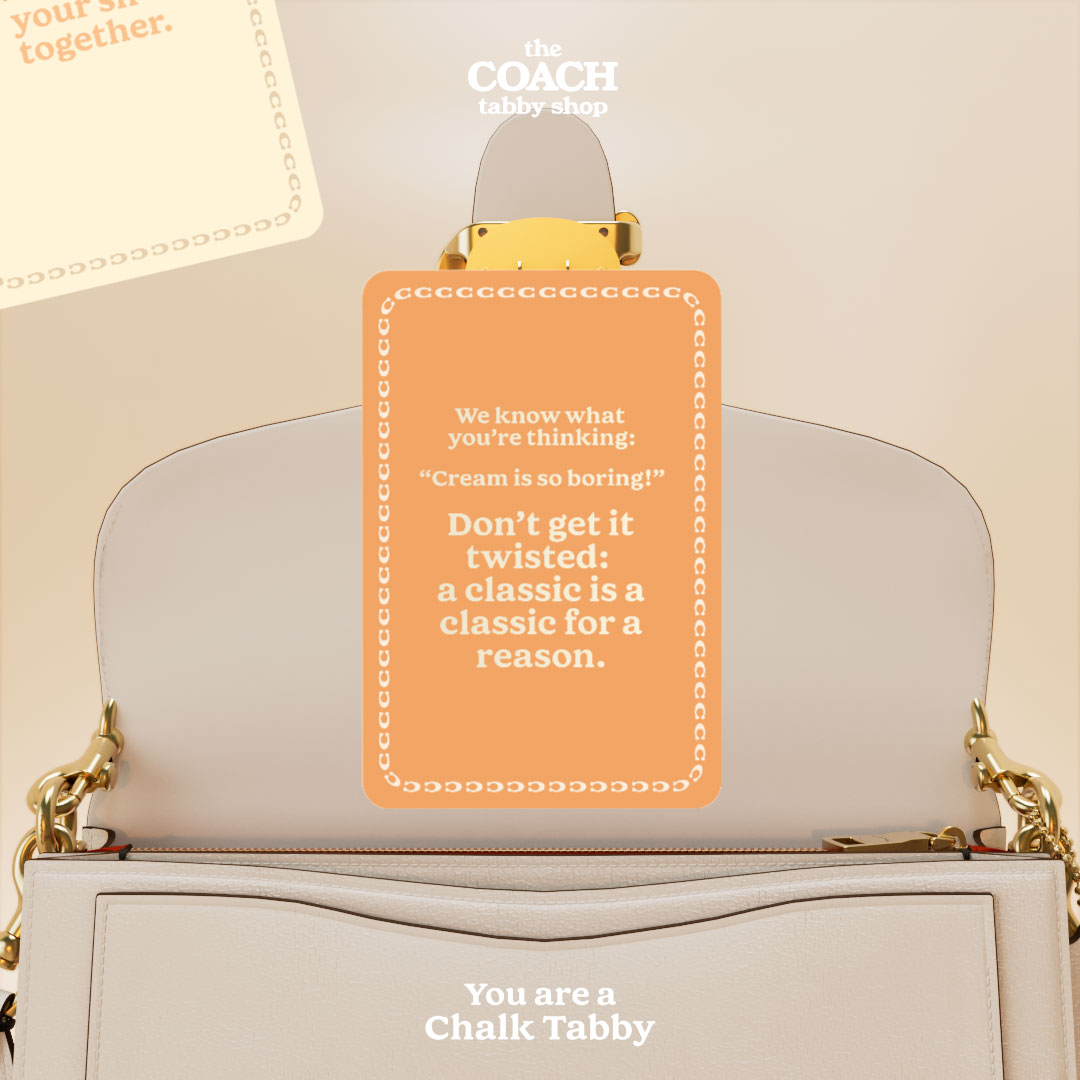 your
together.
the
COACH
tabby shop
We know what
you're thinking:
“Cream is so boring!”
Don't get it
twisted:
a classic is a
classic for a
reason.
You are a
Chalk Tabby